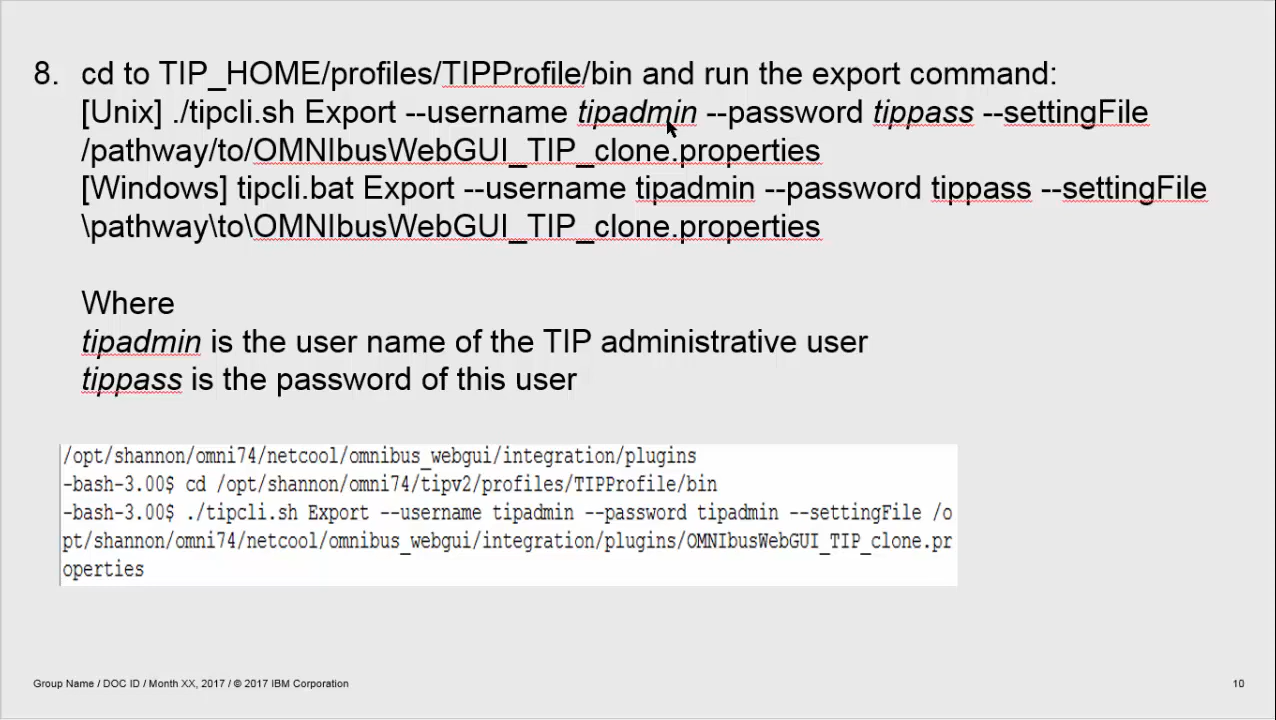 8. cd to TIP_HOME/profiles/TIPProfile/bin and run the export command:
[Unix] ./tipcli.sh Export --username tipadmin --password tippass --settingFile
/pathway/to/OMNIbusWebGUI_TIP_clone.properties
[Windows] tipcli.bat Export --username tipadmin --password tippass --settingFile
\pathway\to\OMNIbusWebGUI_TIP_clone.properties
Where
tipadmin is the user name of the TIP administrative user
tippass is the password of this user
/opt/shannon/omni74/netcool/omnibus_webgui/integration/plugins
-bash-3.00$ cd /opt/shannon/omni74/tipv2/profiles/TIPProfile/bin
-bash-3.00$ ./tipcli.sh Export --username tipadmin --password tipadmin --settingFile /o
pt/shannon/omni74/netcool/omnibus_webgui/integration/plugins/OMNIbusWebGUI_TIP_clone.pr
operties
Group Name / DOC ID / Month XX, 2017 / © 2017 IBM Corporation
10